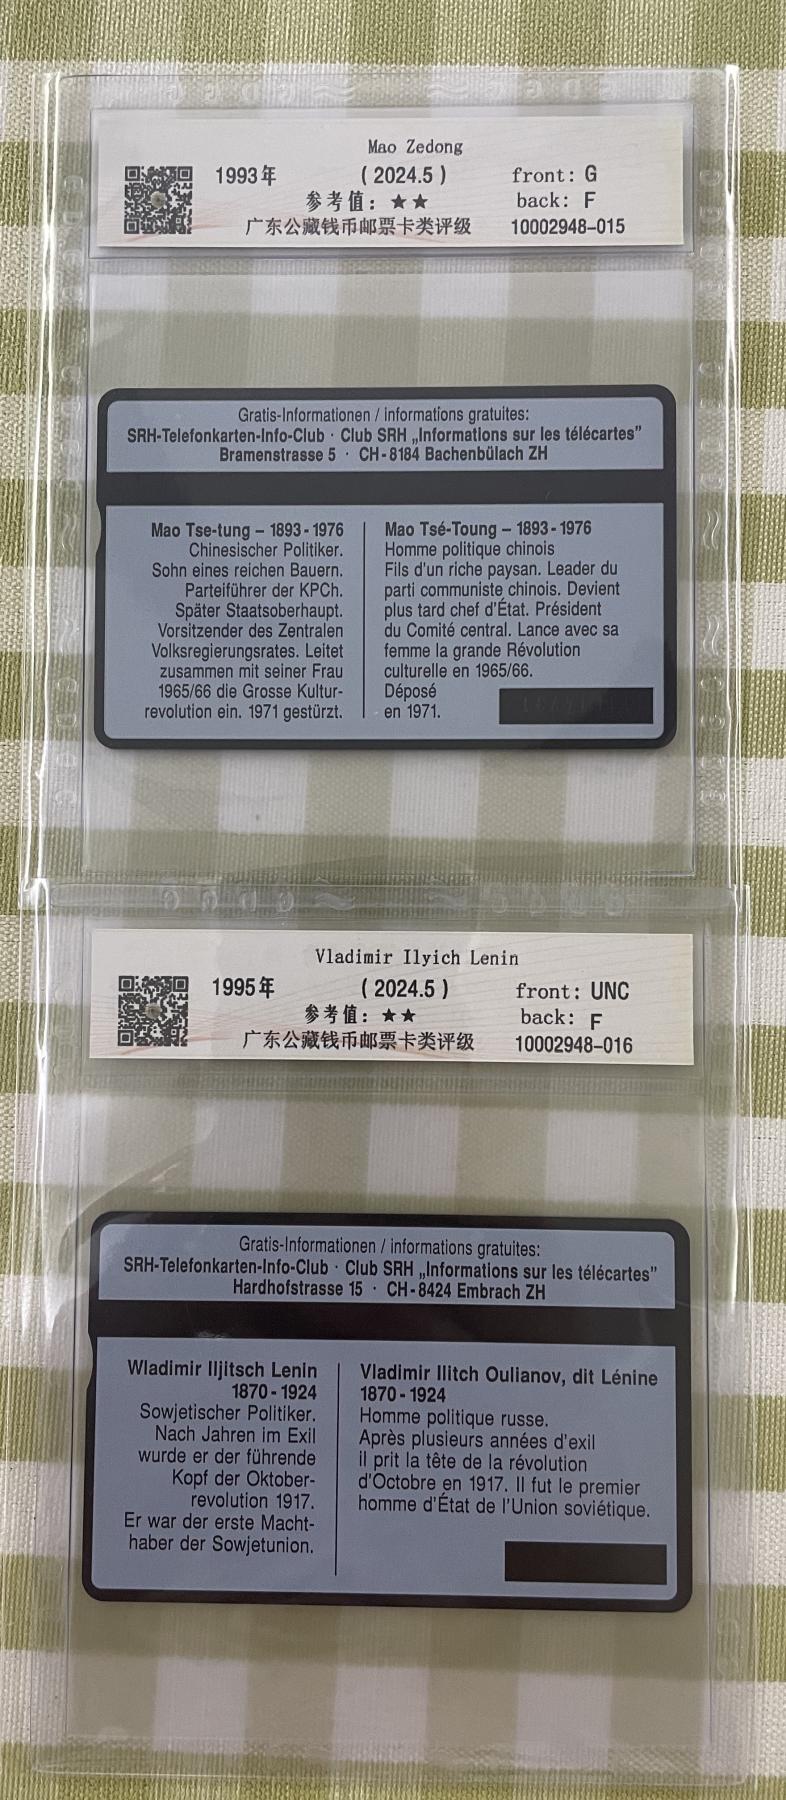 Mao Zedong
1993年 (2024.5) front: G
参考值: ★★ back: F
广东公藏钱币邮票卡类评级 10002948-015
Gratis-Informationen / informations gratuites:
SRH-Telefonkarten-Info-Club · Club SRH „Informations sur les télécartes”
Bramenstrasse 5 · CH-8184 Bachenbülach ZH
Mao Tse-tung – 1893-1976
Chinesischer Politiker.
Sohn eines reichen Bauern.
Parteiführer der KPCh.
Später Staatsoberhaupt.
Vorsitzender des Zentralen
Volksregierungsrates. Leitet
zusammen mit seiner Frau
1965/66 die Grosse Kultur-
revolution ein. 1971 gestürzt.
Mao Tsé-Toung – 1893-1976
Homme politique chinois
Fils d'un riche paysan. Leader du
parti communiste chinois. Devient
plus tard chef d'État. Président
du Comité central. Lance avec sa
femme la grande Révolution
culturelle en 1965/66.
Déposé
en 1971.
Vladimir Ilyich Lenin
1995年 (2024.5) front: UNC
参考值: ★★ back: F
广东公藏钱币邮票卡类评级 10002948-016
Gratis-Informationen / informations gratuites:
SRH-Telefonkarten-Info-Club · Club SRH „Informations sur les télécartes”
Hardhofstrasse 15 · CH-8424 Embrach ZH
Wladimir Iljitsch Lenin
1870-1924
Sowjetischer Politiker.
Nach Jahren im Exil
wurde er der führende
Kopf der Oktober-
revolution 1917.
Er war der erste Macht-
haber der Sowjetunion.
Vladimir Ilitch Oulianov, dit Lénine
1870-1924
Homme politique russe.
Après plusieurs années d'exil
il prit la tête de la révolution
d'Octobre en 1917. Il fut le premier
homme d'État de l'Union soviétique.